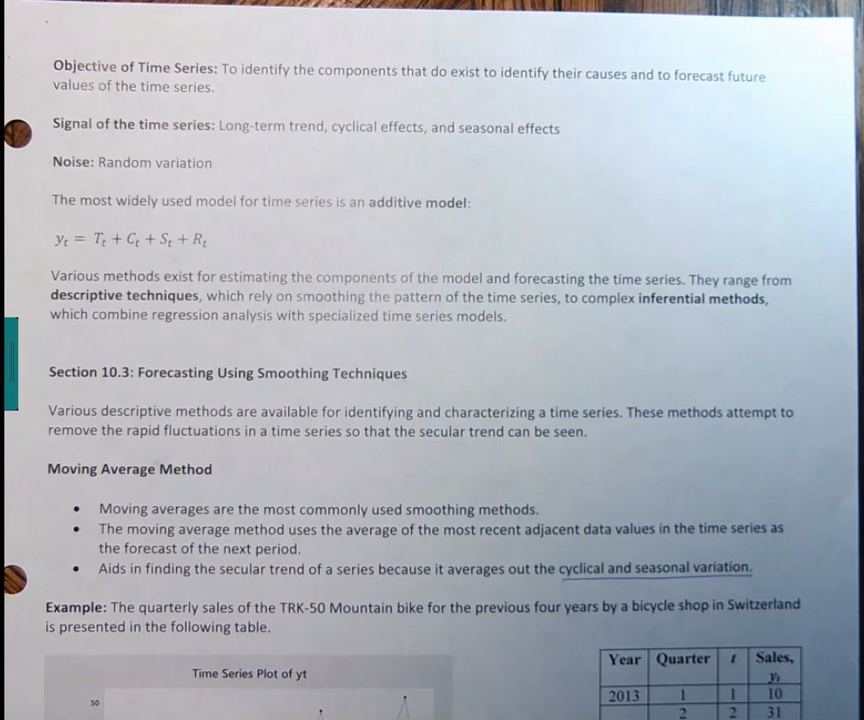 Objective of Time Series: To identify the components that do exist to identify their causes and to forecast future
values of the time series.
Signal of the time series: Long-term trend, cyclical effects, and seasonal effects
Noise: Random variation
The most widely used model for time series is an additive model:
yₜ = Tₜ + Cₜ + Sₜ + Rₜ
Various methods exist for estimating the components of the model and forecasting the time series. They range from
descriptive techniques, which rely on smoothing the pattern of the time series, to complex inferential methods,
which combine regression analysis with specialized time series models.
Section 10.3: Forecasting Using Smoothing Techniques
Various descriptive methods are available for identifying and characterizing a time series. These methods attempt to
remove the rapid fluctuations in a time series so that the secular trend can be seen.
Moving Average Method
• Moving averages are the most commonly used smoothing methods.
• The moving average method uses the average of the most recent adjacent data values in the time series as
the forecast of the next period.
• Aids in finding the secular trend of a series because it averages out the cyclical and seasonal variation.
Example: The quarterly sales of the TRK-50 Mountain bike for the previous four years by a bicycle shop in Switzerland
is presented in the following table.
Time Series Plot of yt
50
Year Quarter t Sales,
yₜ
2013 1 1 10
2 2 31